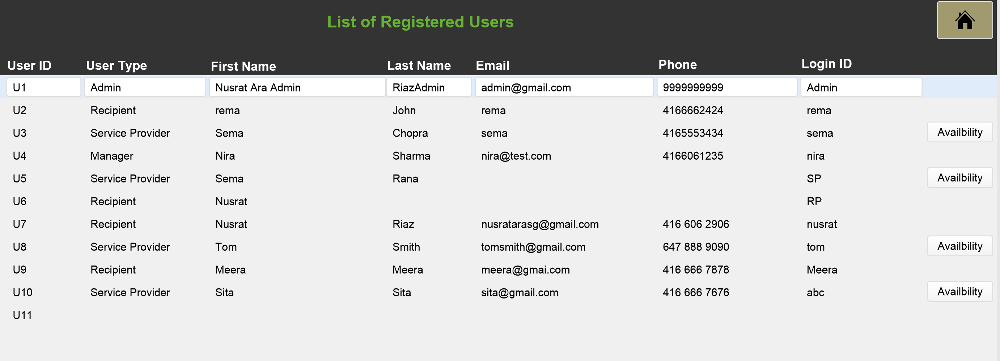 List of Registered Users
User ID User Type First Name Last Name Email Phone Login ID
U1 Admin Nusrat Ara Admin RiazAdmin admin@gmail.com 9999999999 Admin
U2 Recipient rema John rema 4166662424 rema
U3 Service Provider Sema Chopra sema 4165553434 sema Availbility
U4 Manager Nira Sharma nira@test.com 4166061235 nira
U5 Service Provider Sema Rana SP Availbility
U6 Recipient Nusrat RP
U7 Recipient Nusrat Riaz nusratarasg@gmail.com 416 606 2906 nusrat
U8 Service Provider Tom Smith tomsmith@gmail.com 647 888 9090 tom Availbility
U9 Recipient Meera Meera meera@gmai.com 416 666 7878 Meera
U10 Service Provider Sita Sita sita@gmail.com 416 666 7676 abc Availbility
U11